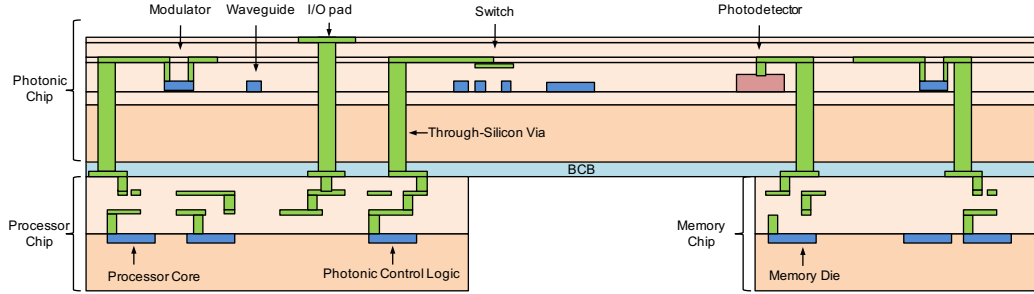 Modulator
Waveguide
I/O pad
Switch
Photodetector
Photonic
Chip
Through-Silicon Via
BCB
Processor
Chip
Memory
Chip
Processor Core
Photonic Control Logic
Memory Die